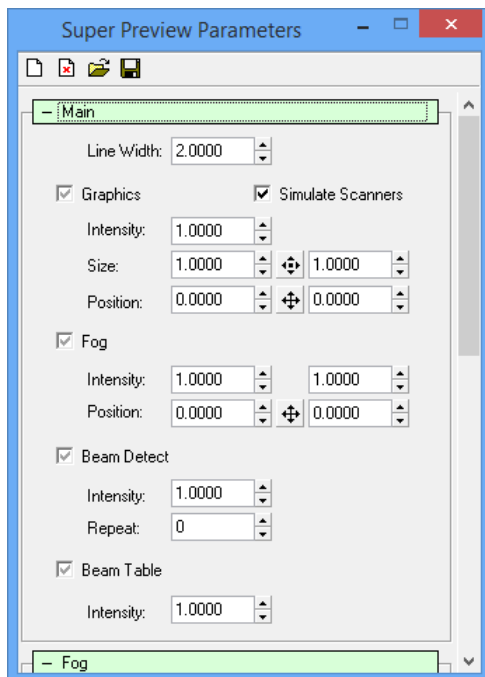 Super Preview Parameters
Main
Line Width: 2.0000
Graphics Simulate Scanners
Intensity: 1.0000
Size: 1.0000 1.0000
Position: 0.0000 0.0000
Fog
Intensity: 1.0000 1.0000
Position: 0.0000 0.0000
Beam Detect
Intensity: 1.0000
Repeat: 0
Beam Table
Intensity: 1.0000
Fog